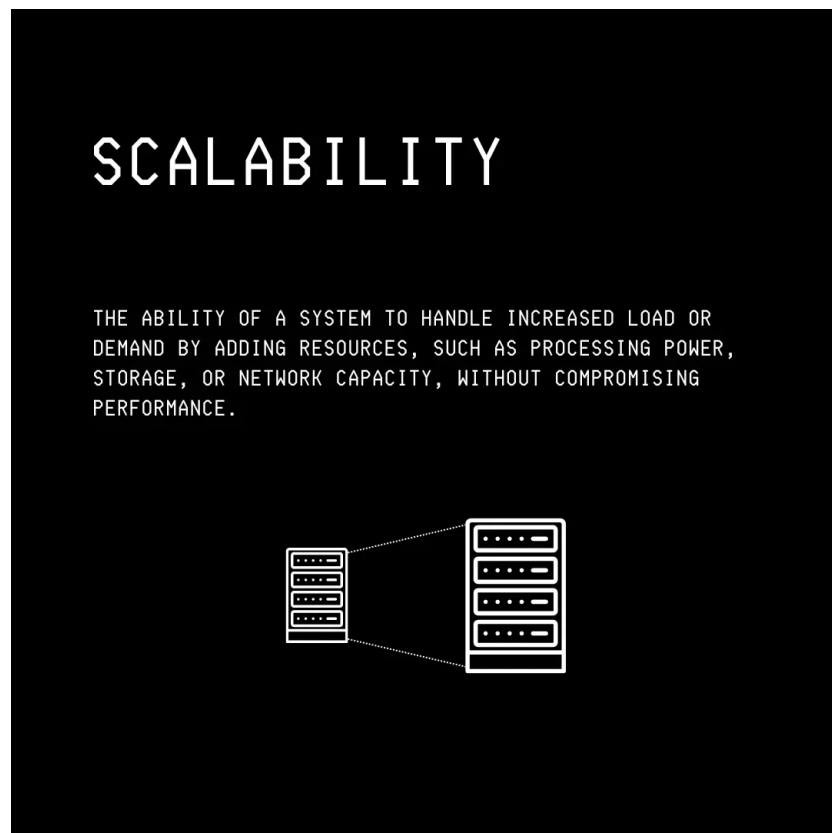 SCALABILITY
THE ABILITY OF A SYSTEM TO HANDLE INCREASED LOAD OR
DEMAND BY ADDING RESOURCES, SUCH AS PROCESSING POWER,
STORAGE, OR NETWORK CAPACITY, WITHOUT COMPROMISING
PERFORMANCE.